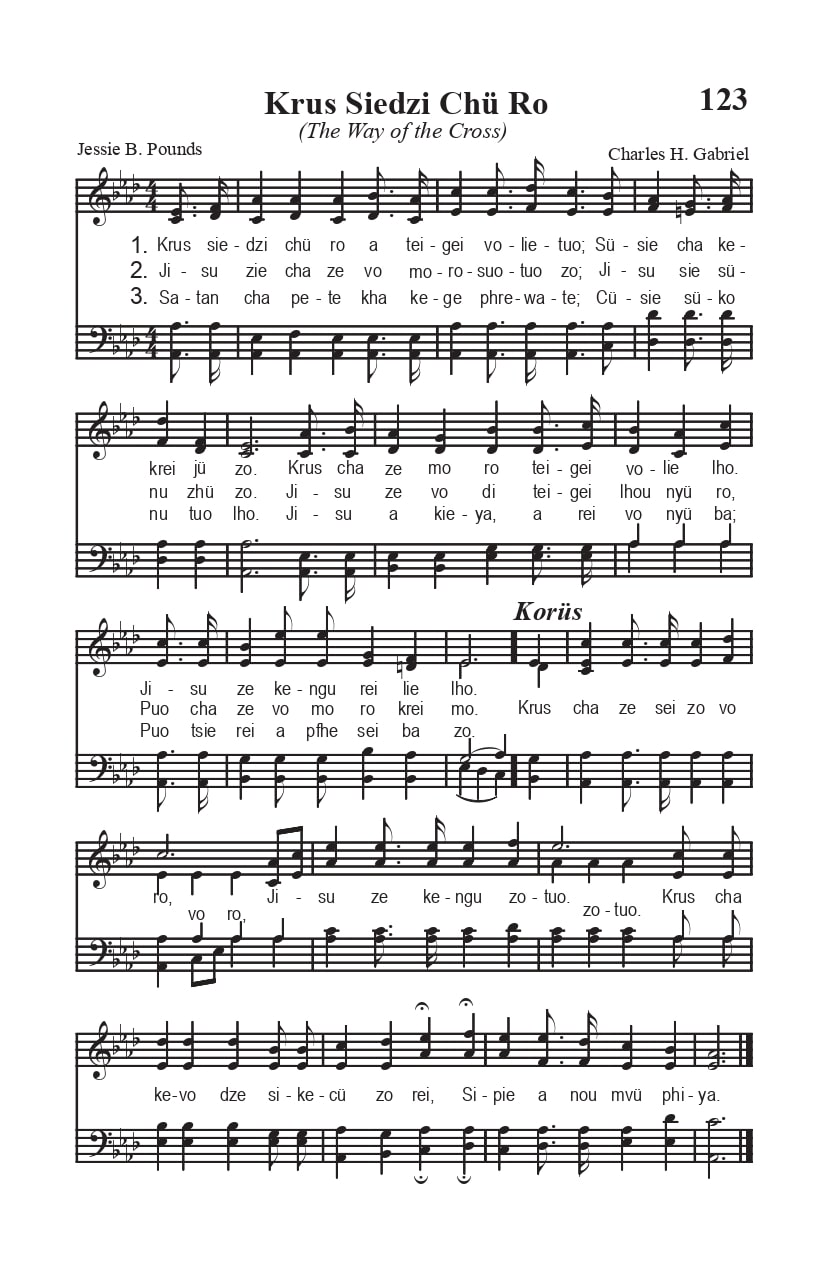 Krus Siedzi Chü Ro
123
(The Way of the Cross)
Jessie B. Pounds
Charles H. Gabriel
1. Krus sie - dzi chü ro a tei - gei vo - lie - tuo; Sü - sie cha ke -
2. Ji - su zie cha ze vo mo - ro - suo - tuo zo; Ji - su sie sü -
3. Sa - tan cha pe - te kha ke - ge phre - wa - te; Cü - sie sü - ko
krei jü zo. Krus cha ze mo ro tei - gei vo - lie lho.
nu zhü zo. Ji - su ze vo di tei - gei lhou nyü ro,
nu tuo lho. Ji - su a kie - ya, a rei vo nyü ba;
Korüs
Ji - su ze ke - ngu rei lie lho.
Puo cha ze vo mo ro krei mo. Krus cha ze sei zo vo
Puo tsie rei a pfhe sei ba zo.
ro, Ji - su ze ke - ngu zo - tuo. Krus cha
vo ro, zo - tuo.
ke - vo dze si - ke - cü zo rei, Si - pie a nou mvü phi - ya.